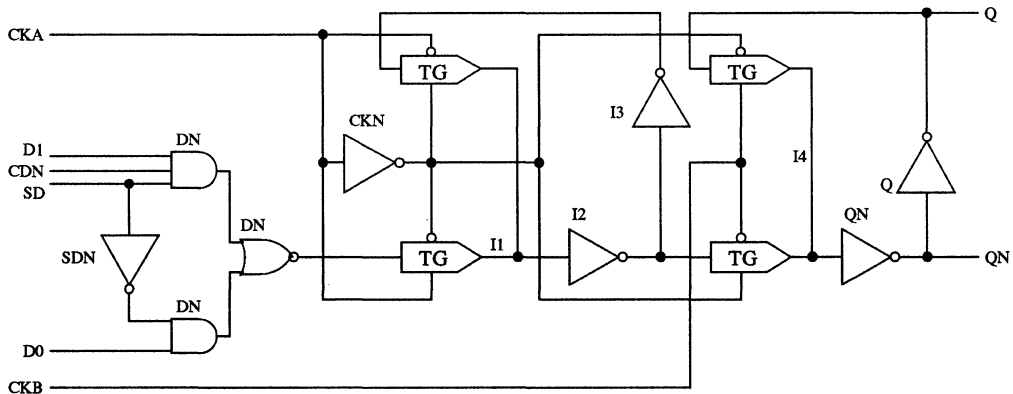 CKA
Q
TG
TG
I3
CKN
DN
D1
CDN
SD
I4
Q
I2
QN
DN
SDN
I1
TG
TG
QN
DN
D0
CKB